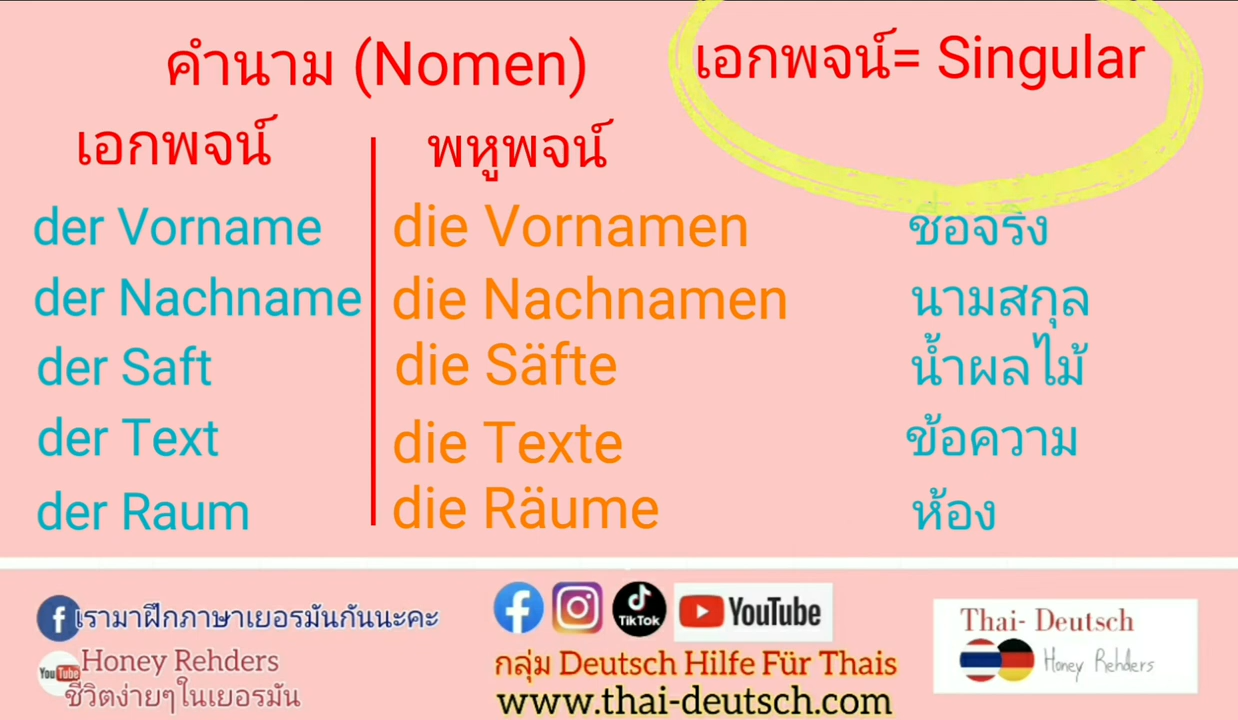 คำนาม (Nomen)
เอกพจน์= Singular
เอกพจน์
พหูพจน์
der Vorname
die Vornamen
ชื่อจริง
der Nachname
die Nachnamen
นามสกุล
der Saft
die Säfte
น้ำผลไม้
der Text
die Texte
ข้อความ
der Raum
die Räume
ห้อง
เรามาฝึกภาษาเยอรมันกันนะคะ
You Tube Honey Rehders
ชีวิตง่ายๆในเยอรมัน
TikTok
YouTube
กลุ่ม Deutsch Hilfe Für Thais
www.thai-deutsch.com
Thai- Deutsch
Honey Rehders